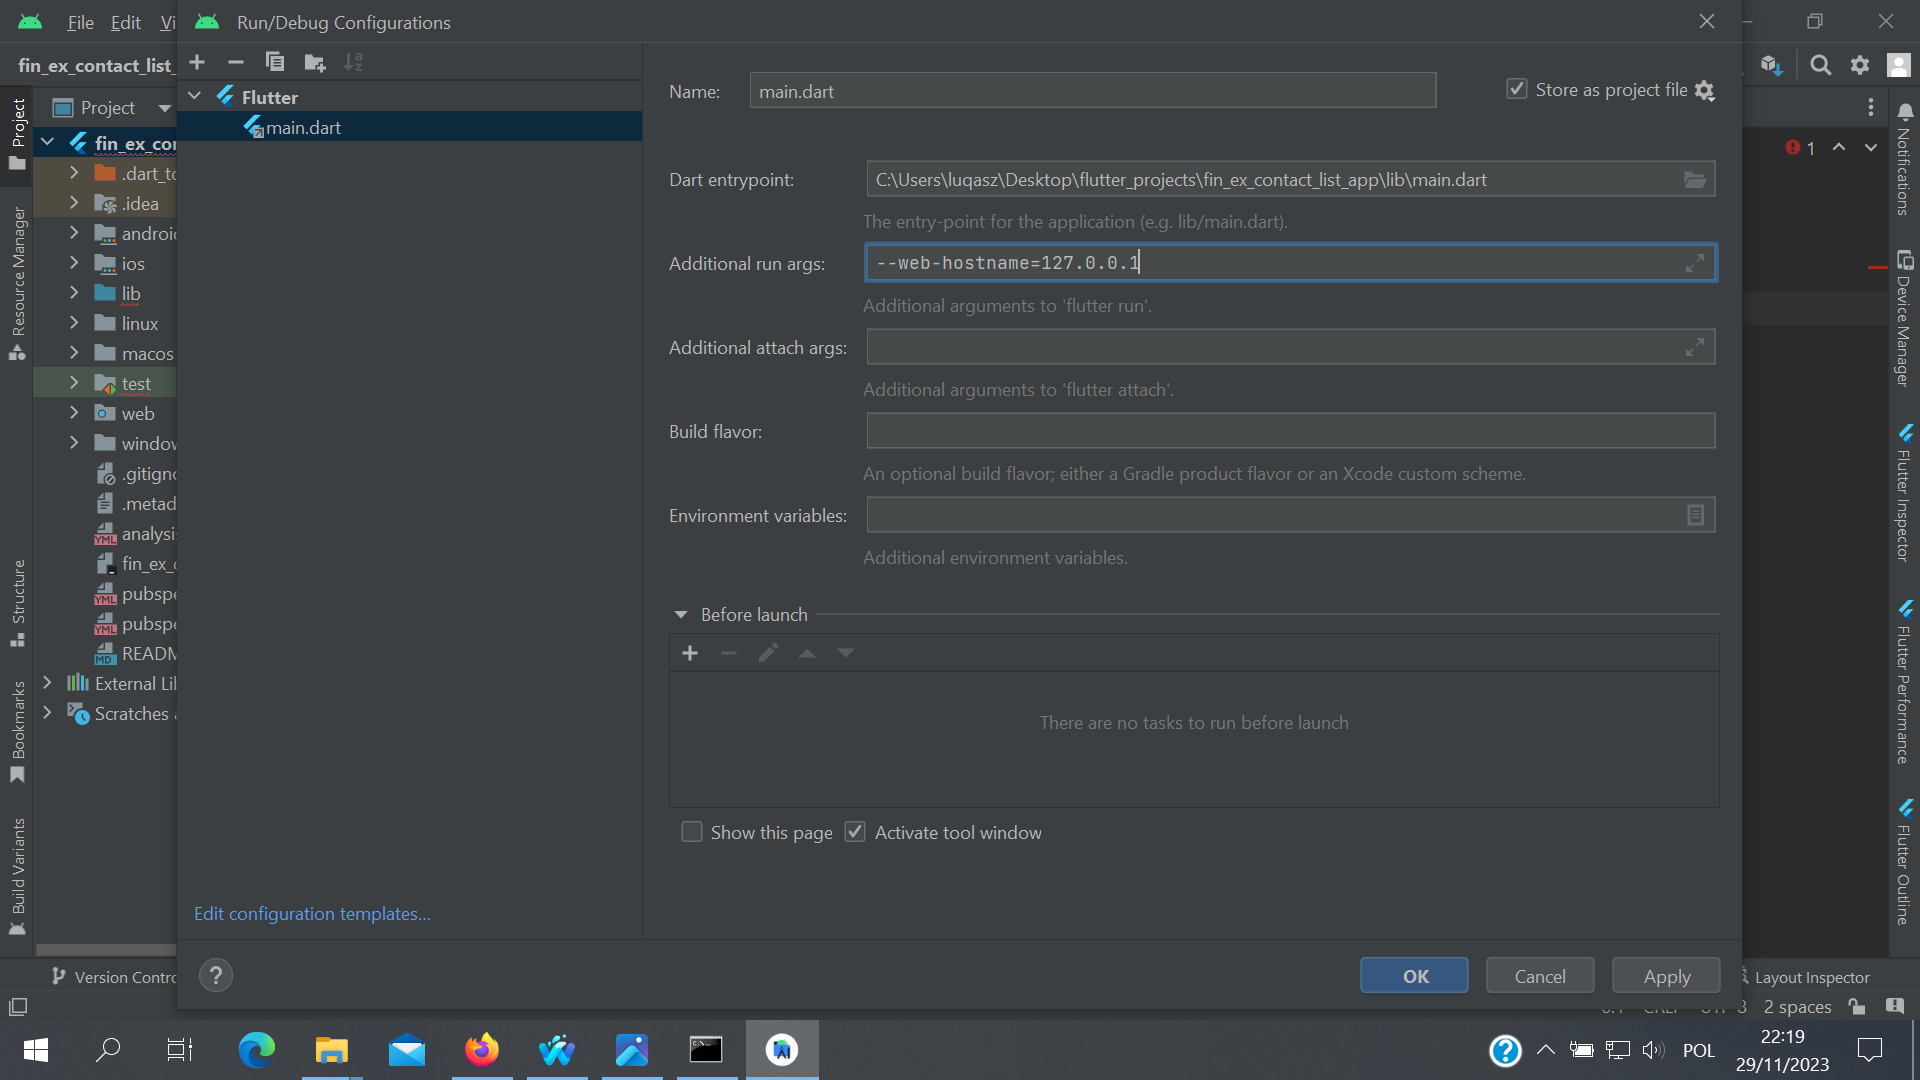 File Edit Vi
Run/Debug Configurations
fin_ex_contact_list_
Project
fin_ex_con
.dart_to
.idea
android
ios
lib
linux
macos
test
web
window
.gitigno
.metad
analysi
fin_ex_c
pubspe
pubspe
READM
External Lib
Scratches a
Project
Resource Manager
Structure
Bookmarks
Build Variants
Flutter
main.dart
Edit configuration templates...
Name: main.dart
Store as project file
Dart entrypoint: C:\Users\luqasz\Desktop\flutter_projects\fin_ex_contact_list_app\lib\main.dart
The entry-point for the application (e.g. lib/main.dart).
Additional run args: --web-hostname=127.0.0.1
Additional arguments to 'flutter run'.
Additional attach args:
Additional arguments to 'flutter attach'.
Build flavor:
An optional build flavor; either a Gradle product flavor or an Xcode custom scheme.
Environment variables:
Additional environment variables.
Before launch
There are no tasks to run before launch
Show this page Activate tool window
? OK Cancel Apply
1
Notifications
Device Manager
Flutter Inspector
Flutter Performance
Flutter Outline
Version Contro
Layout Inspector
2 spaces
POL
22:19
29/11/2023